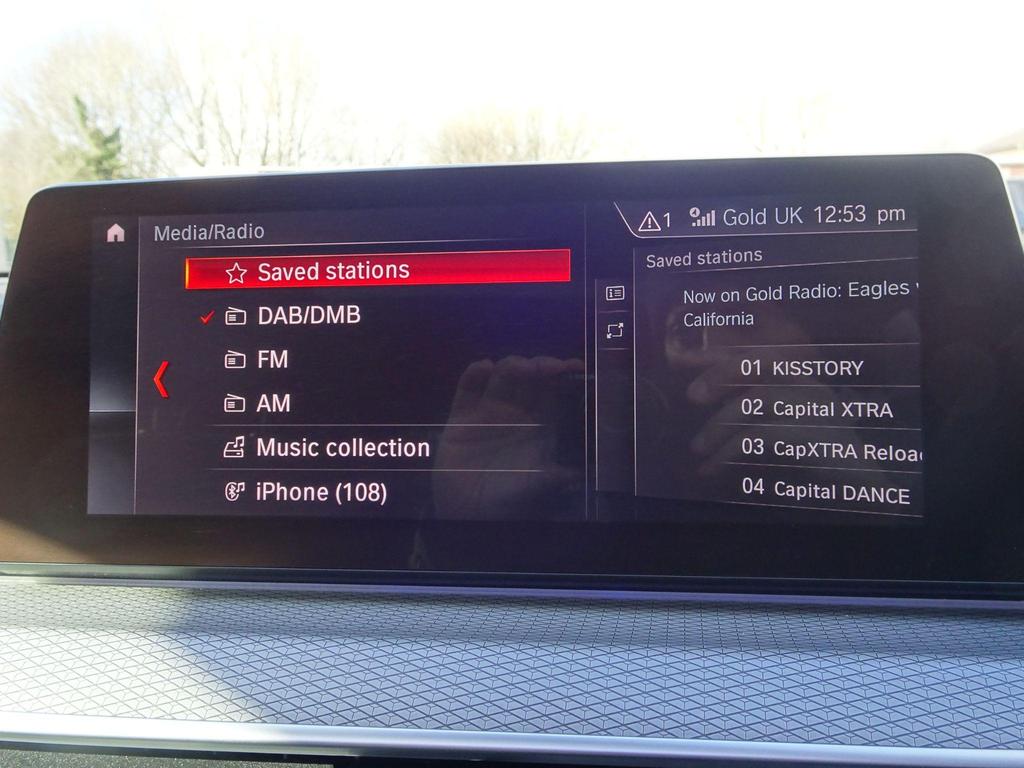 Media/Radio
Saved stations
DAB/DMB
FM
AM
Music collection
iPhone (108)
1 Gold UK 12:53 pm
Saved stations
Now on Gold Radio: Eagles
California
01 KISSTORY
02 Capital XTRA
03 CapXTRA Reloa
04 Capital DANCE